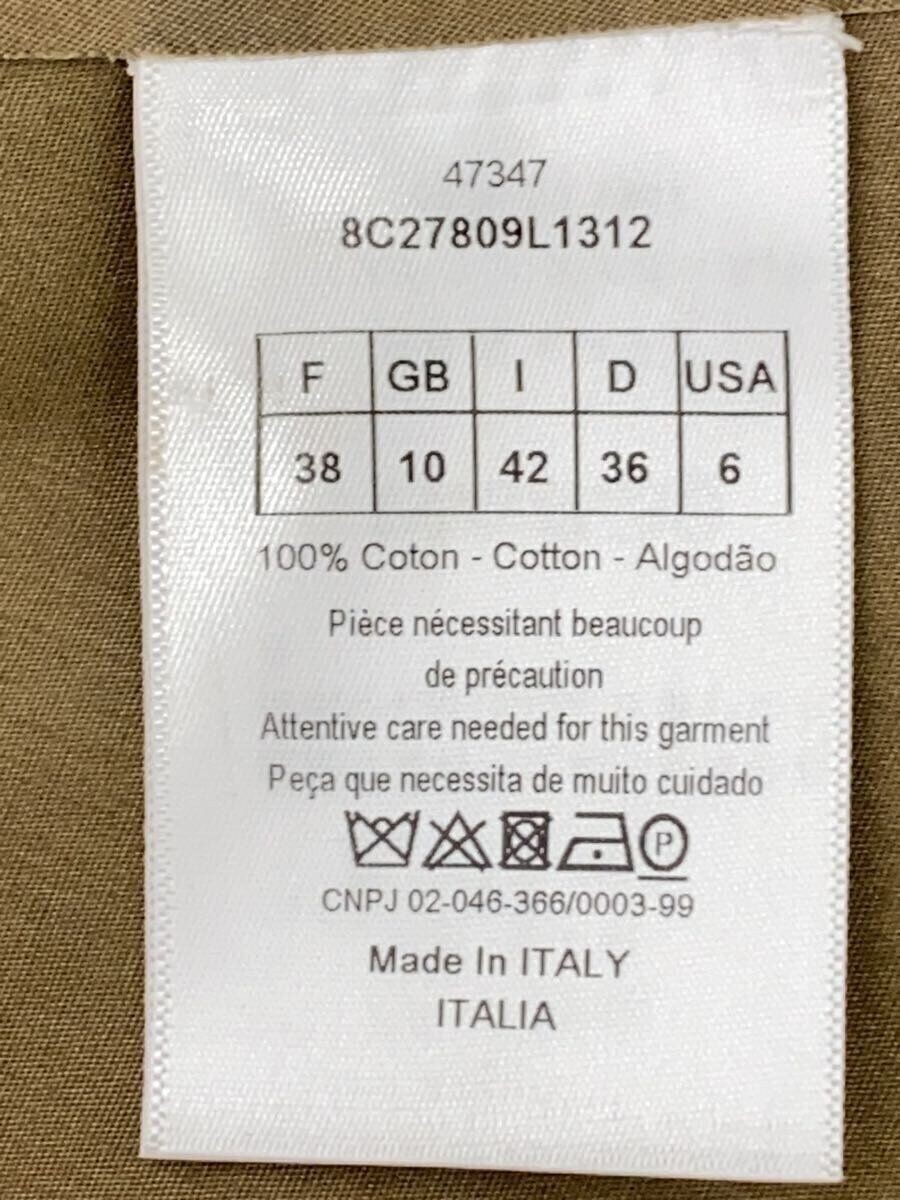 47347
8C27809L1312
F GB I D USA
38 10 42 36 6
100% Coton - Cotton - Algodão
Pièce nécessitant beaucoup
de précaution
Attentive care needed for this garment
Peça que necessita de muito cuidado
P
CNPJ 02-046-366/0003-99
Made In ITALY
ITALIA